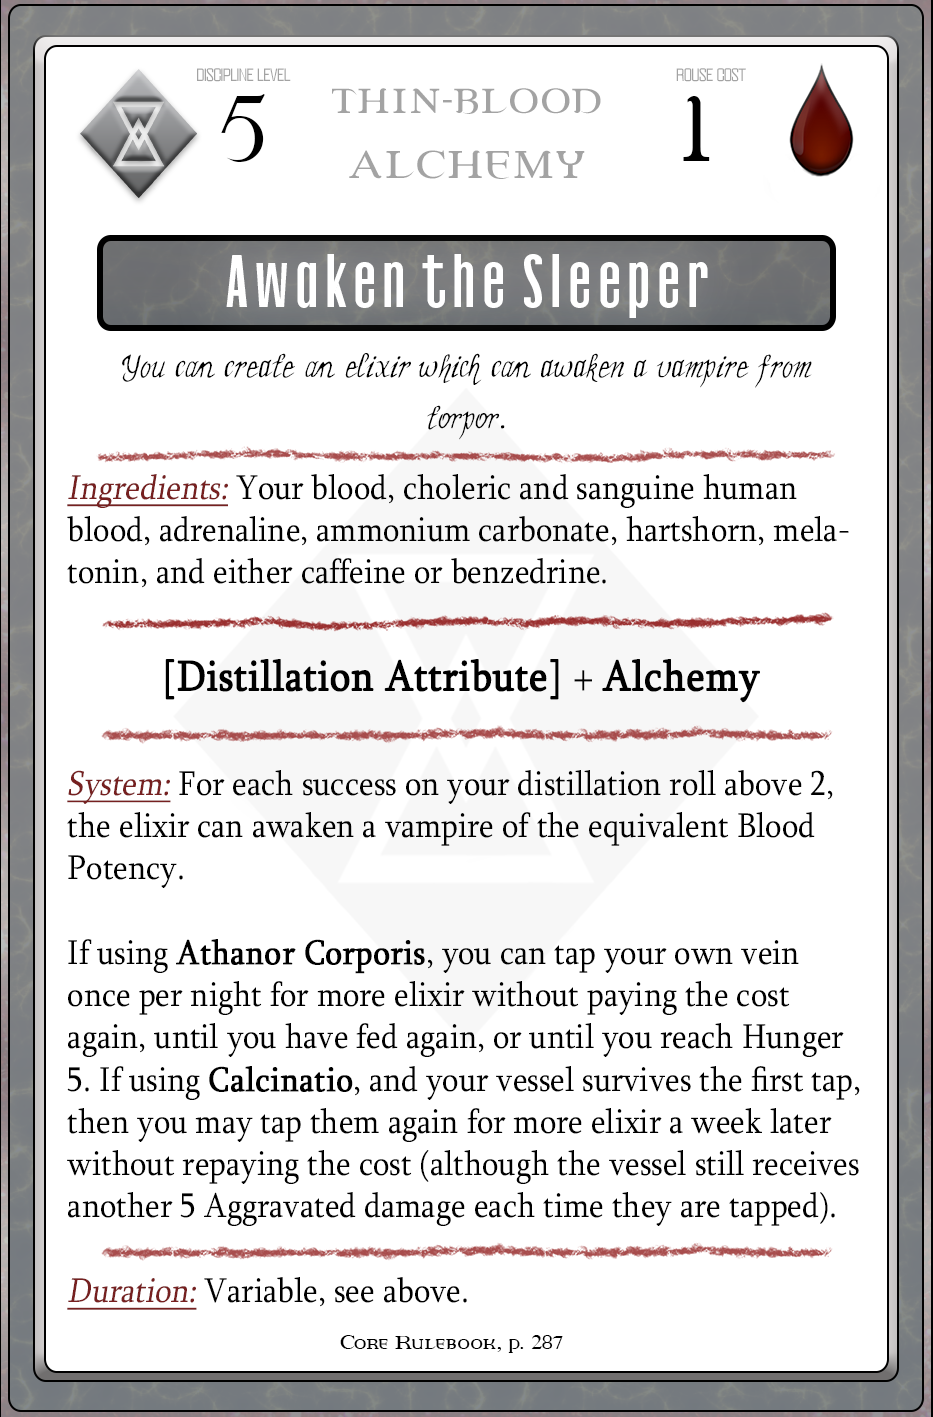 DISCIPLINE LEVEL
5
THIN-BLOOD
ALCHEMY
ROUSE COST
1
Awaken the Sleeper
You can create an elixir which can awaken a vampire from
torpor.
Ingredients: Your blood, choleric and sanguine human
blood, adrenaline, ammonium carbonate, hartshorn, mela-
tonin, and either caffeine or benzedrine.
[Distillation Attribute] + Alchemy
System: For each success on your distillation roll above 2,
the elixir can awaken a vampire of the equivalent Blood
Potency.
If using Athanor Corporis, you can tap your own vein
once per night for more elixir without paying the cost
again, until you have fed again, or until you reach Hunger
5. If using Calcinatio, and your vessel survives the first tap,
then you may tap them again for more elixir a week later
without repaying the cost (although the vessel still receives
another 5 Aggravated damage each time they are tapped).
Duration: Variable, see above.
Core Rulebook, p. 287